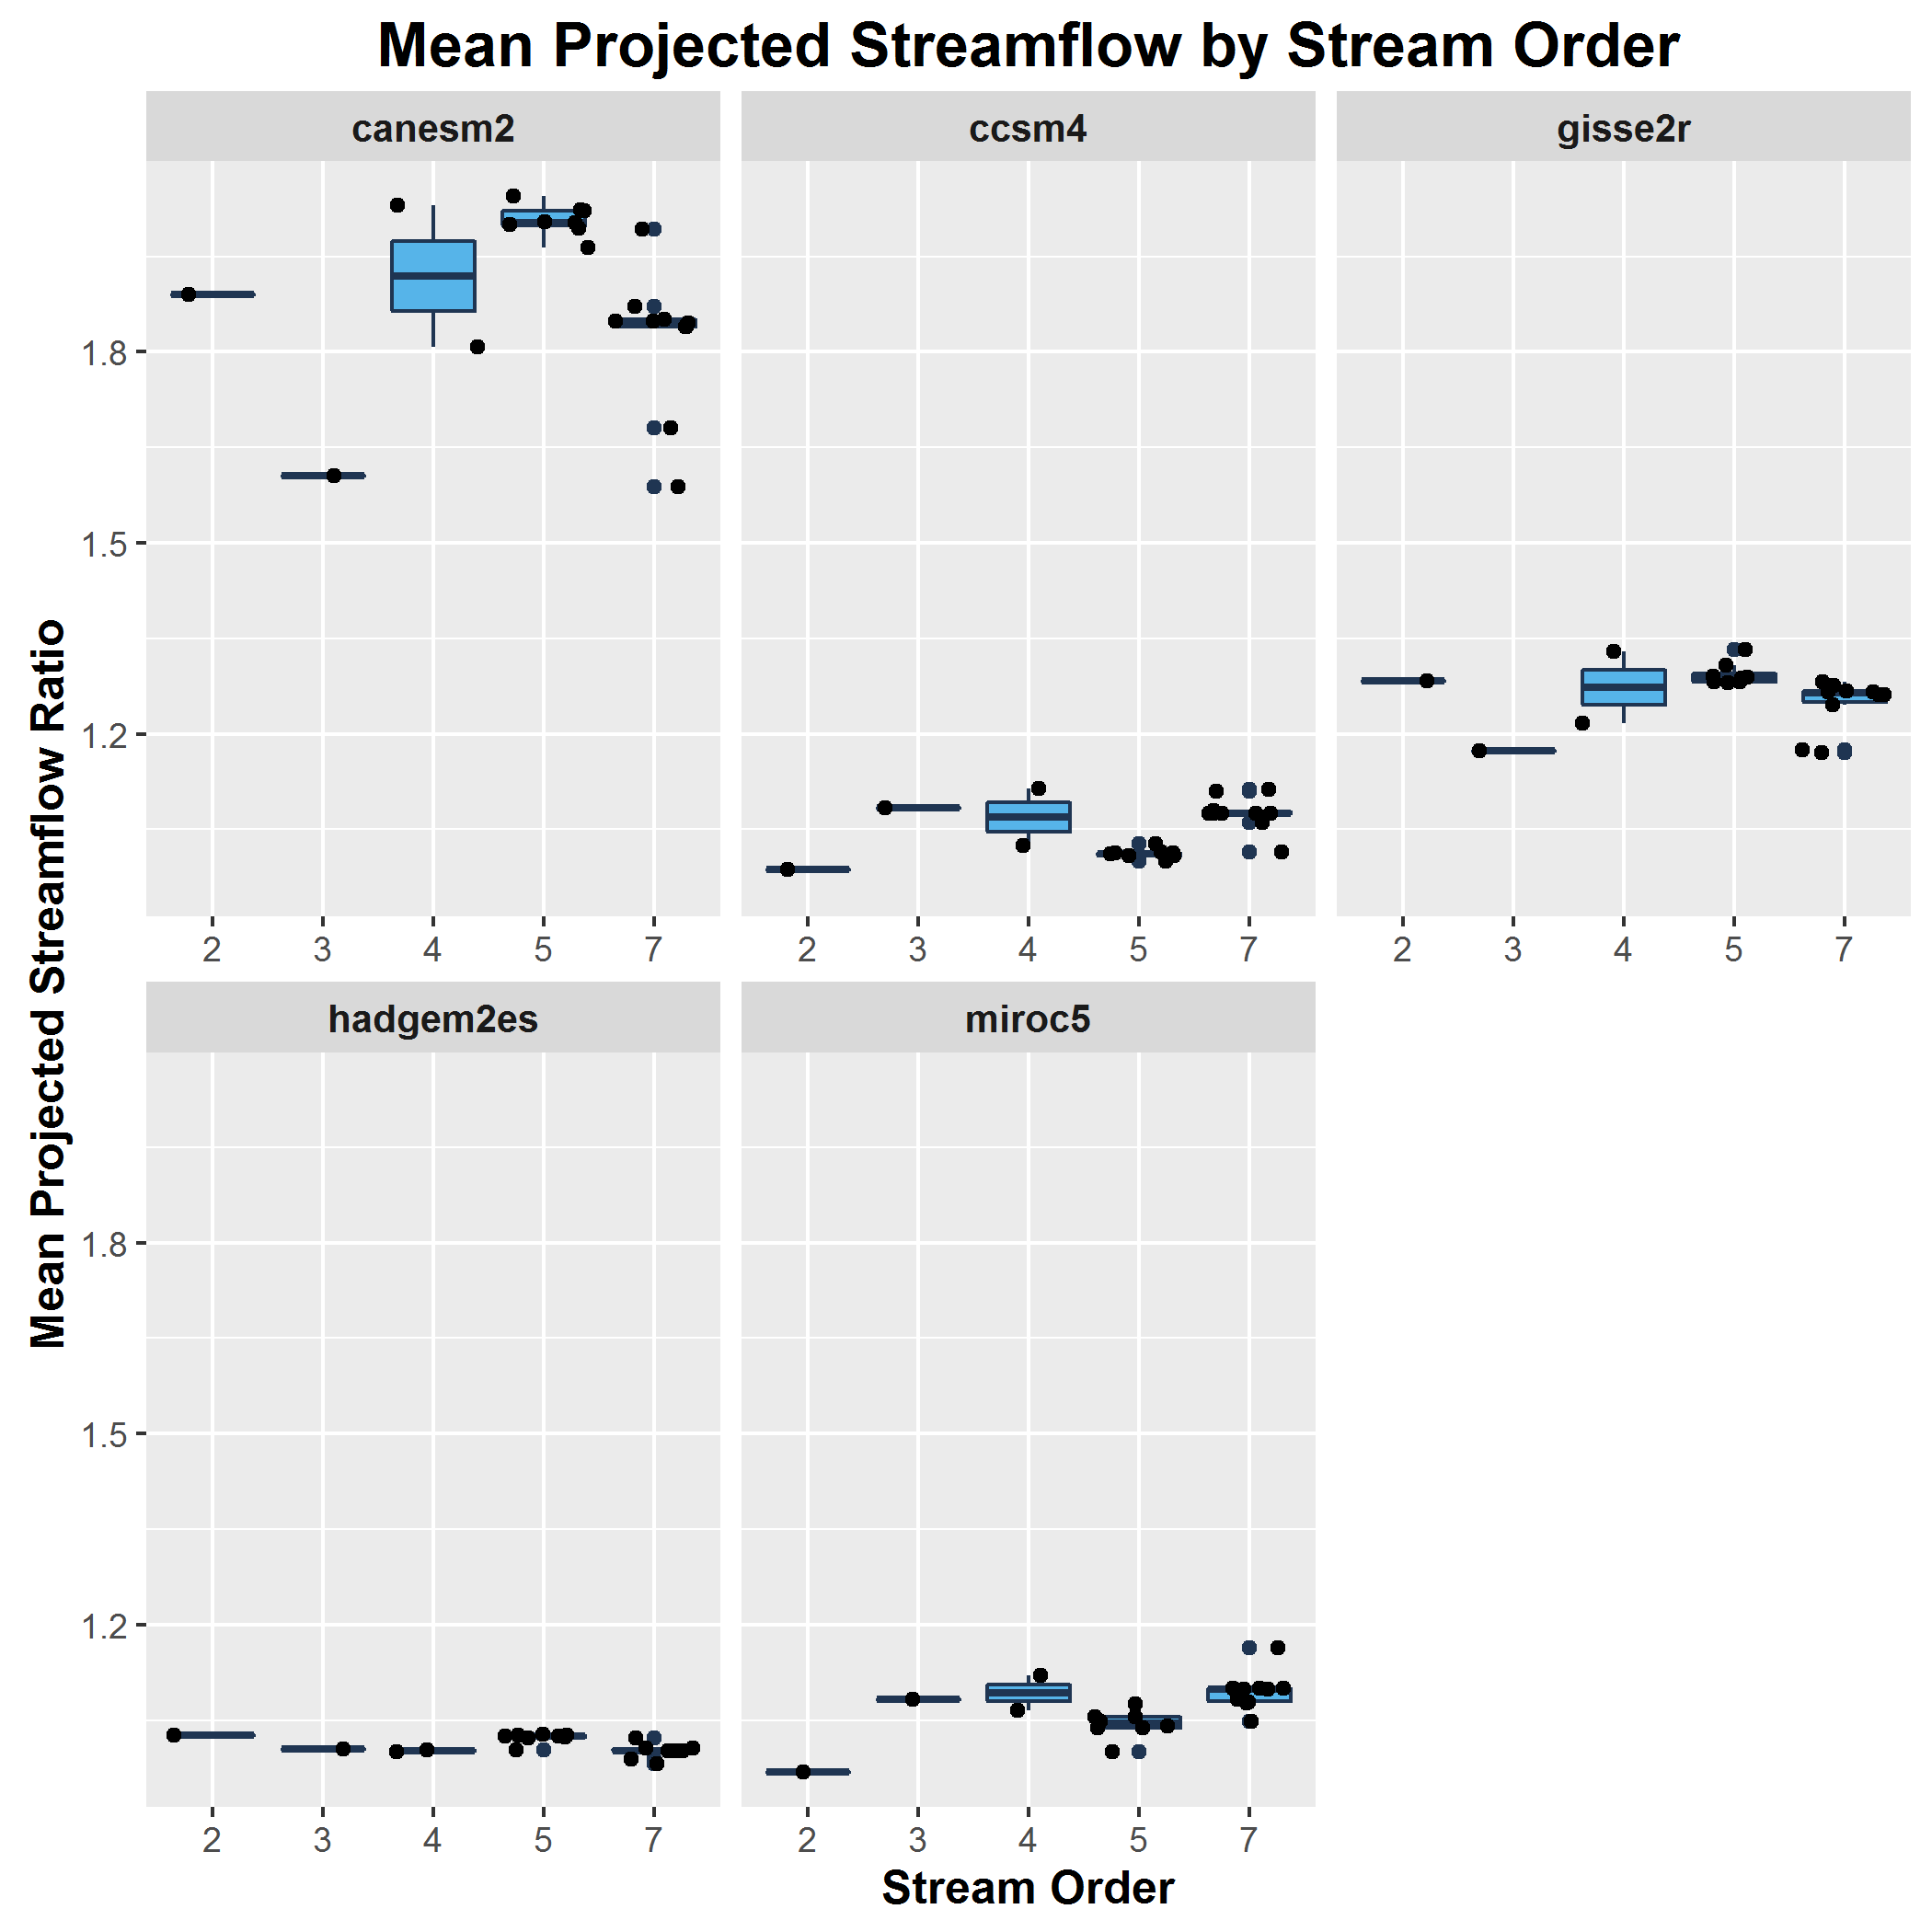 Mean Projected Streamflow by Stream Order
canesm2
ccsm4
gisse2r
Mean Projected Streamflow Ratio
1.8
1.5
1.2
2 3 4 5 7
2 3 4 5 7
2 3 4 5 7
hadgem2es
miroc5
1.8
1.5
1.2
2 3 4 5 7
2 3 4 5 7
Stream Order